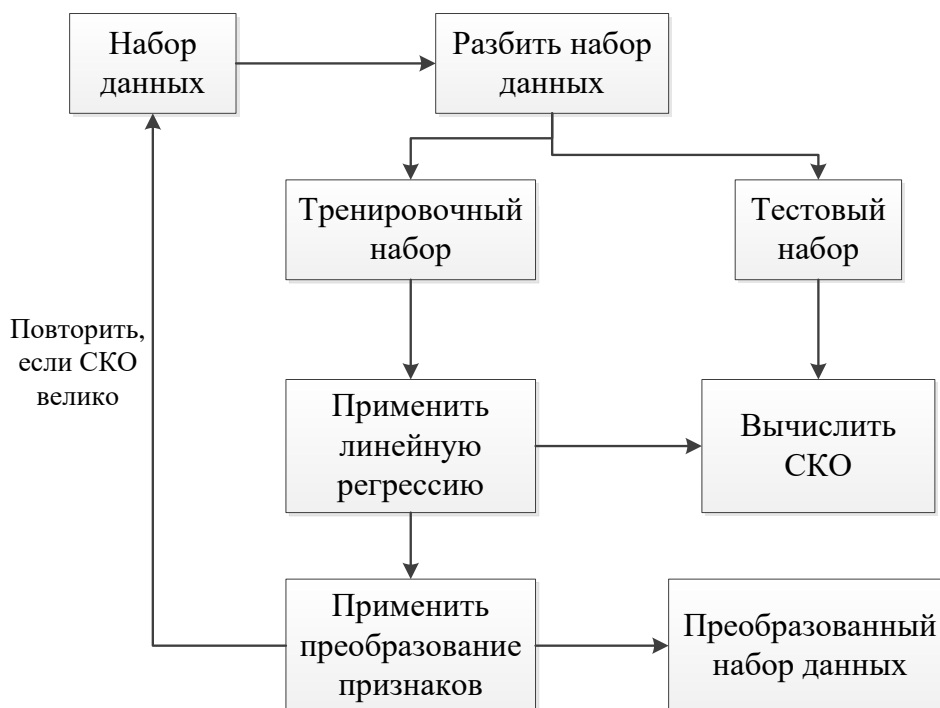 Набор
данных
Разбить набор
данных
Тренировочный
набор
Тестовый
набор
Повторить,
если СКО
велико
Применить
линейную
регрессию
Вычислить
СКО
Применить
преобразование
признаков
Преобразованный
набор данных